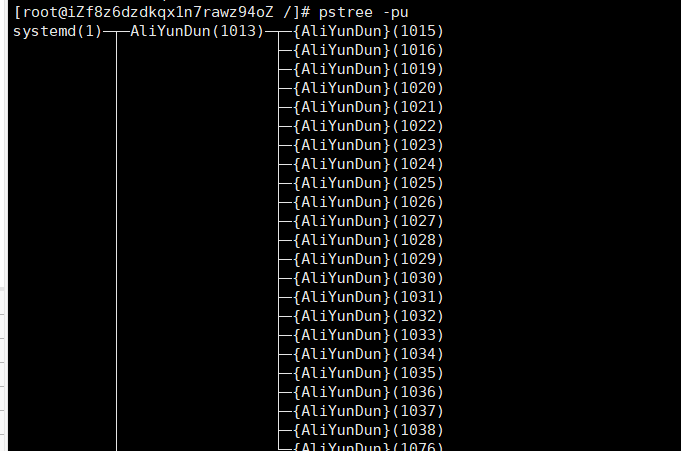 [root@iZf8z6dzdkqx1n7rawz94oZ /]# pstree -pu
systemd(1)─┬─AliYunDun(1013)─┬─{AliYunDun}(1015)
├─{AliYunDun}(1016)
├─{AliYunDun}(1019)
├─{AliYunDun}(1020)
├─{AliYunDun}(1021)
├─{AliYunDun}(1022)
├─{AliYunDun}(1023)
├─{AliYunDun}(1024)
├─{AliYunDun}(1025)
├─{AliYunDun}(1026)
├─{AliYunDun}(1027)
├─{AliYunDun}(1028)
├─{AliYunDun}(1029)
├─{AliYunDun}(1030)
├─{AliYunDun}(1031)
├─{AliYunDun}(1032)
├─{AliYunDun}(1033)
├─{AliYunDun}(1034)
├─{AliYunDun}(1035)
├─{AliYunDun}(1036)
├─{AliYunDun}(1037)
├─{AliYunDun}(1038)
├─{AliYunDun}(1076)